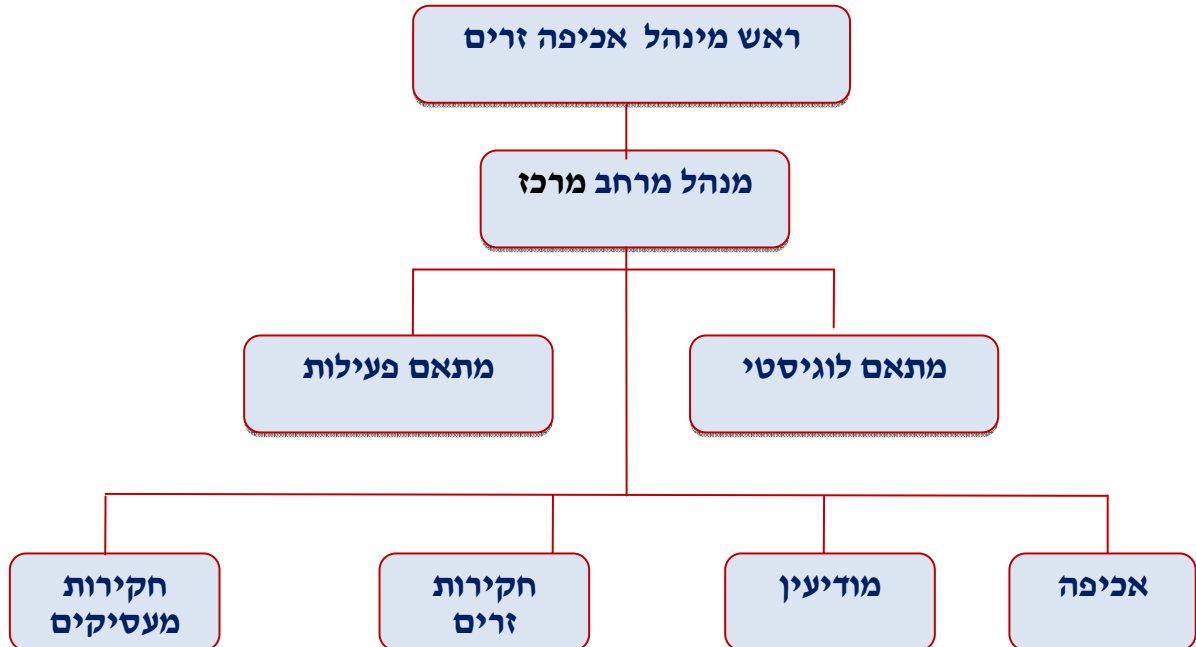 ראש מינהל אכיפה זרים
מנהל מרחב מרכז
מתאם לוגיסטי
מתאם פעילות
אכיפה
מודיעין
חקירות
זרים
חקירות
מעסיקים